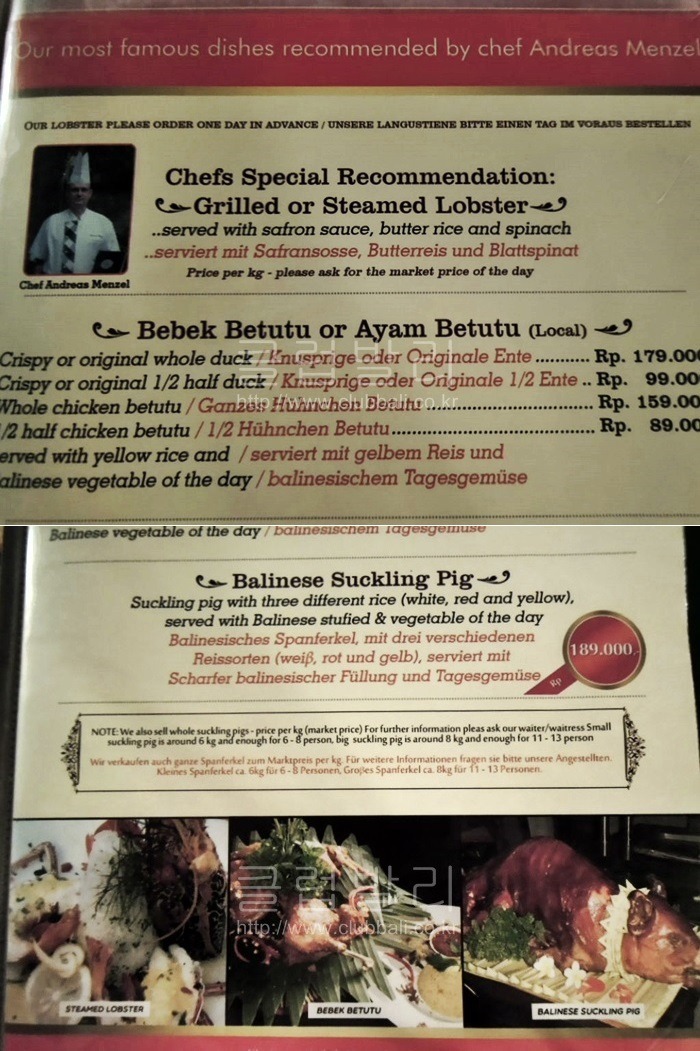 Our most famous dishes recommended by chef Andreas Menzel
OUR LOBSTER PLEASE ORDER ONE DAY IN ADVANCE / UNSERE LANGUSTIENE BITTE EINEN TAG IM VORAUS BESTELLEN
Chefs Special Recommendation:
Grilled or Steamed Lobster
..served with safron sauce, butter rice and spinach
..serviert mit Safransosse, Butterreis und Blattspinat
Price per kg - please ask for the market price of the day
Chef Andreas Menzel
Bebek Betutu or Ayam Betutu (Local)
Crispy or original whole duck / Knusprige oder Originale Ente .......... Rp. 179.000
Crispy or original 1/2 half duck / Knusprige oder Originale 1/2 Ente .. Rp. 99.00
Whole chicken betutu / Ganzes Hühnchen Betutu ............................... Rp. 159.00
1/2 half chicken betutu / 1/2 Hühnchen Betutu...................................... Rp. 89.00
erved with yellow rice and / serviert mit gelbem Reis und
alinese vegetable of the day / balinesischem Tagesgemüse
클럽발리
http://www.clubbali.co.kr
Balinese vegetable of the day / balinesischem Tagesgemüse
Balinese Suckling Pig
Suckling pig with three different rice (white, red and yellow),
served with Balinese stufied & vegetable of the day
Balinesisches Spanferkel, mit drei verschiedenen
Reissorten (weiß, rot und gelb), serviert mit
Scharfer balinesischer Füllung und Tagesgemüse
189.000,-
Rp
NOTE: We also sell whole suckling pigs - price per kg (market price) For further information pleas ask our waiter/waitress Small
suckling pig is around 6 kg and enough for 6 - 8 person, big suckling pig is around 8 kg and enough for 11 - 13 person
Wir verkaufen auch ganze Spanferkel zum Marktpreis per kg. Für weitere Informationen fragen sie bitte unsere Angestellten.
Kleines Spanferkel ca. 6kg für 6 - 8 Personen, Großes Spanferkel ca. 8kg für 11 - 13 Personen.
클럽발리
http://www.clubbali.co.kr
STEAMED LOBSTER
BEBEK BETUTU
BALINESE SUCKLING PIG